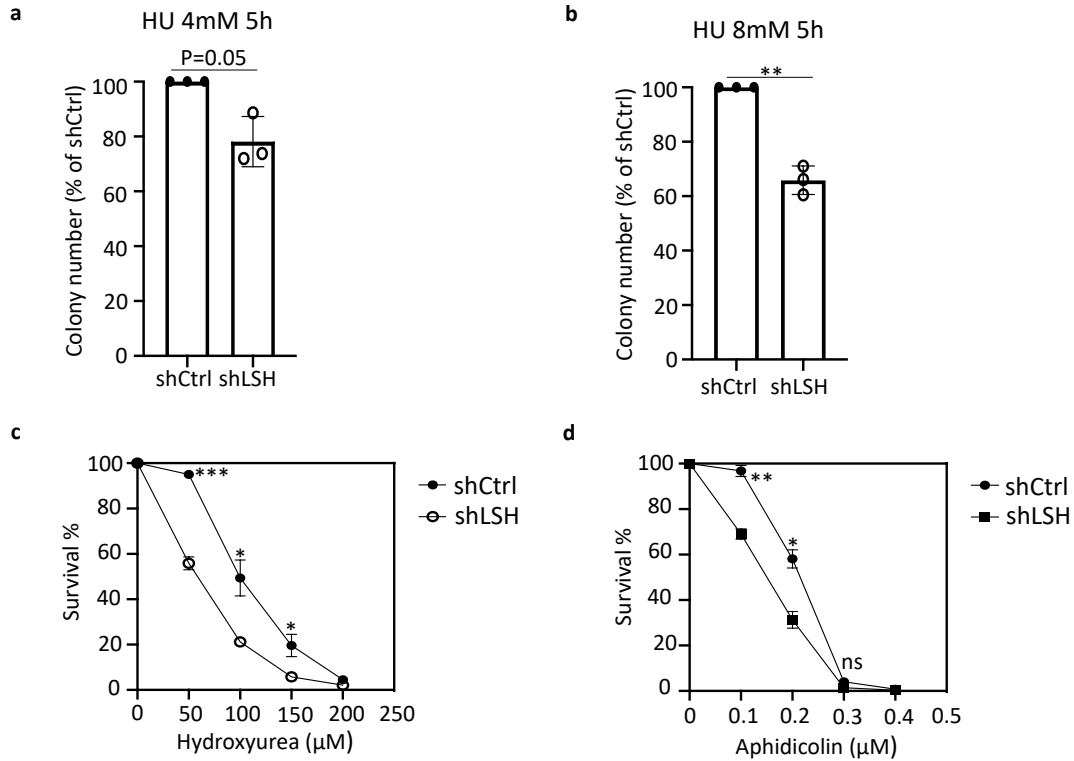 a
HU 4mM 5h
P=0.05
Colony number (% of shCtrl)
100
80
60
40
20
0
shCtrl shLSH
b
HU 8mM 5h
**
Colony number (% of shCtrl)
100
80
60
40
20
0
shCtrl shLSH
c
Survival %
100
80
60
40
20
0
***
*
*
0 50 100 150 200 250
Hydroxyurea (μM)
shCtrl
shLSH
d
Survival %
100
80
60
40
20
0
**
*
ns
0 0.1 0.2 0.3 0.4 0.5
Aphidicolin (μM)
shCtrl
shLSH